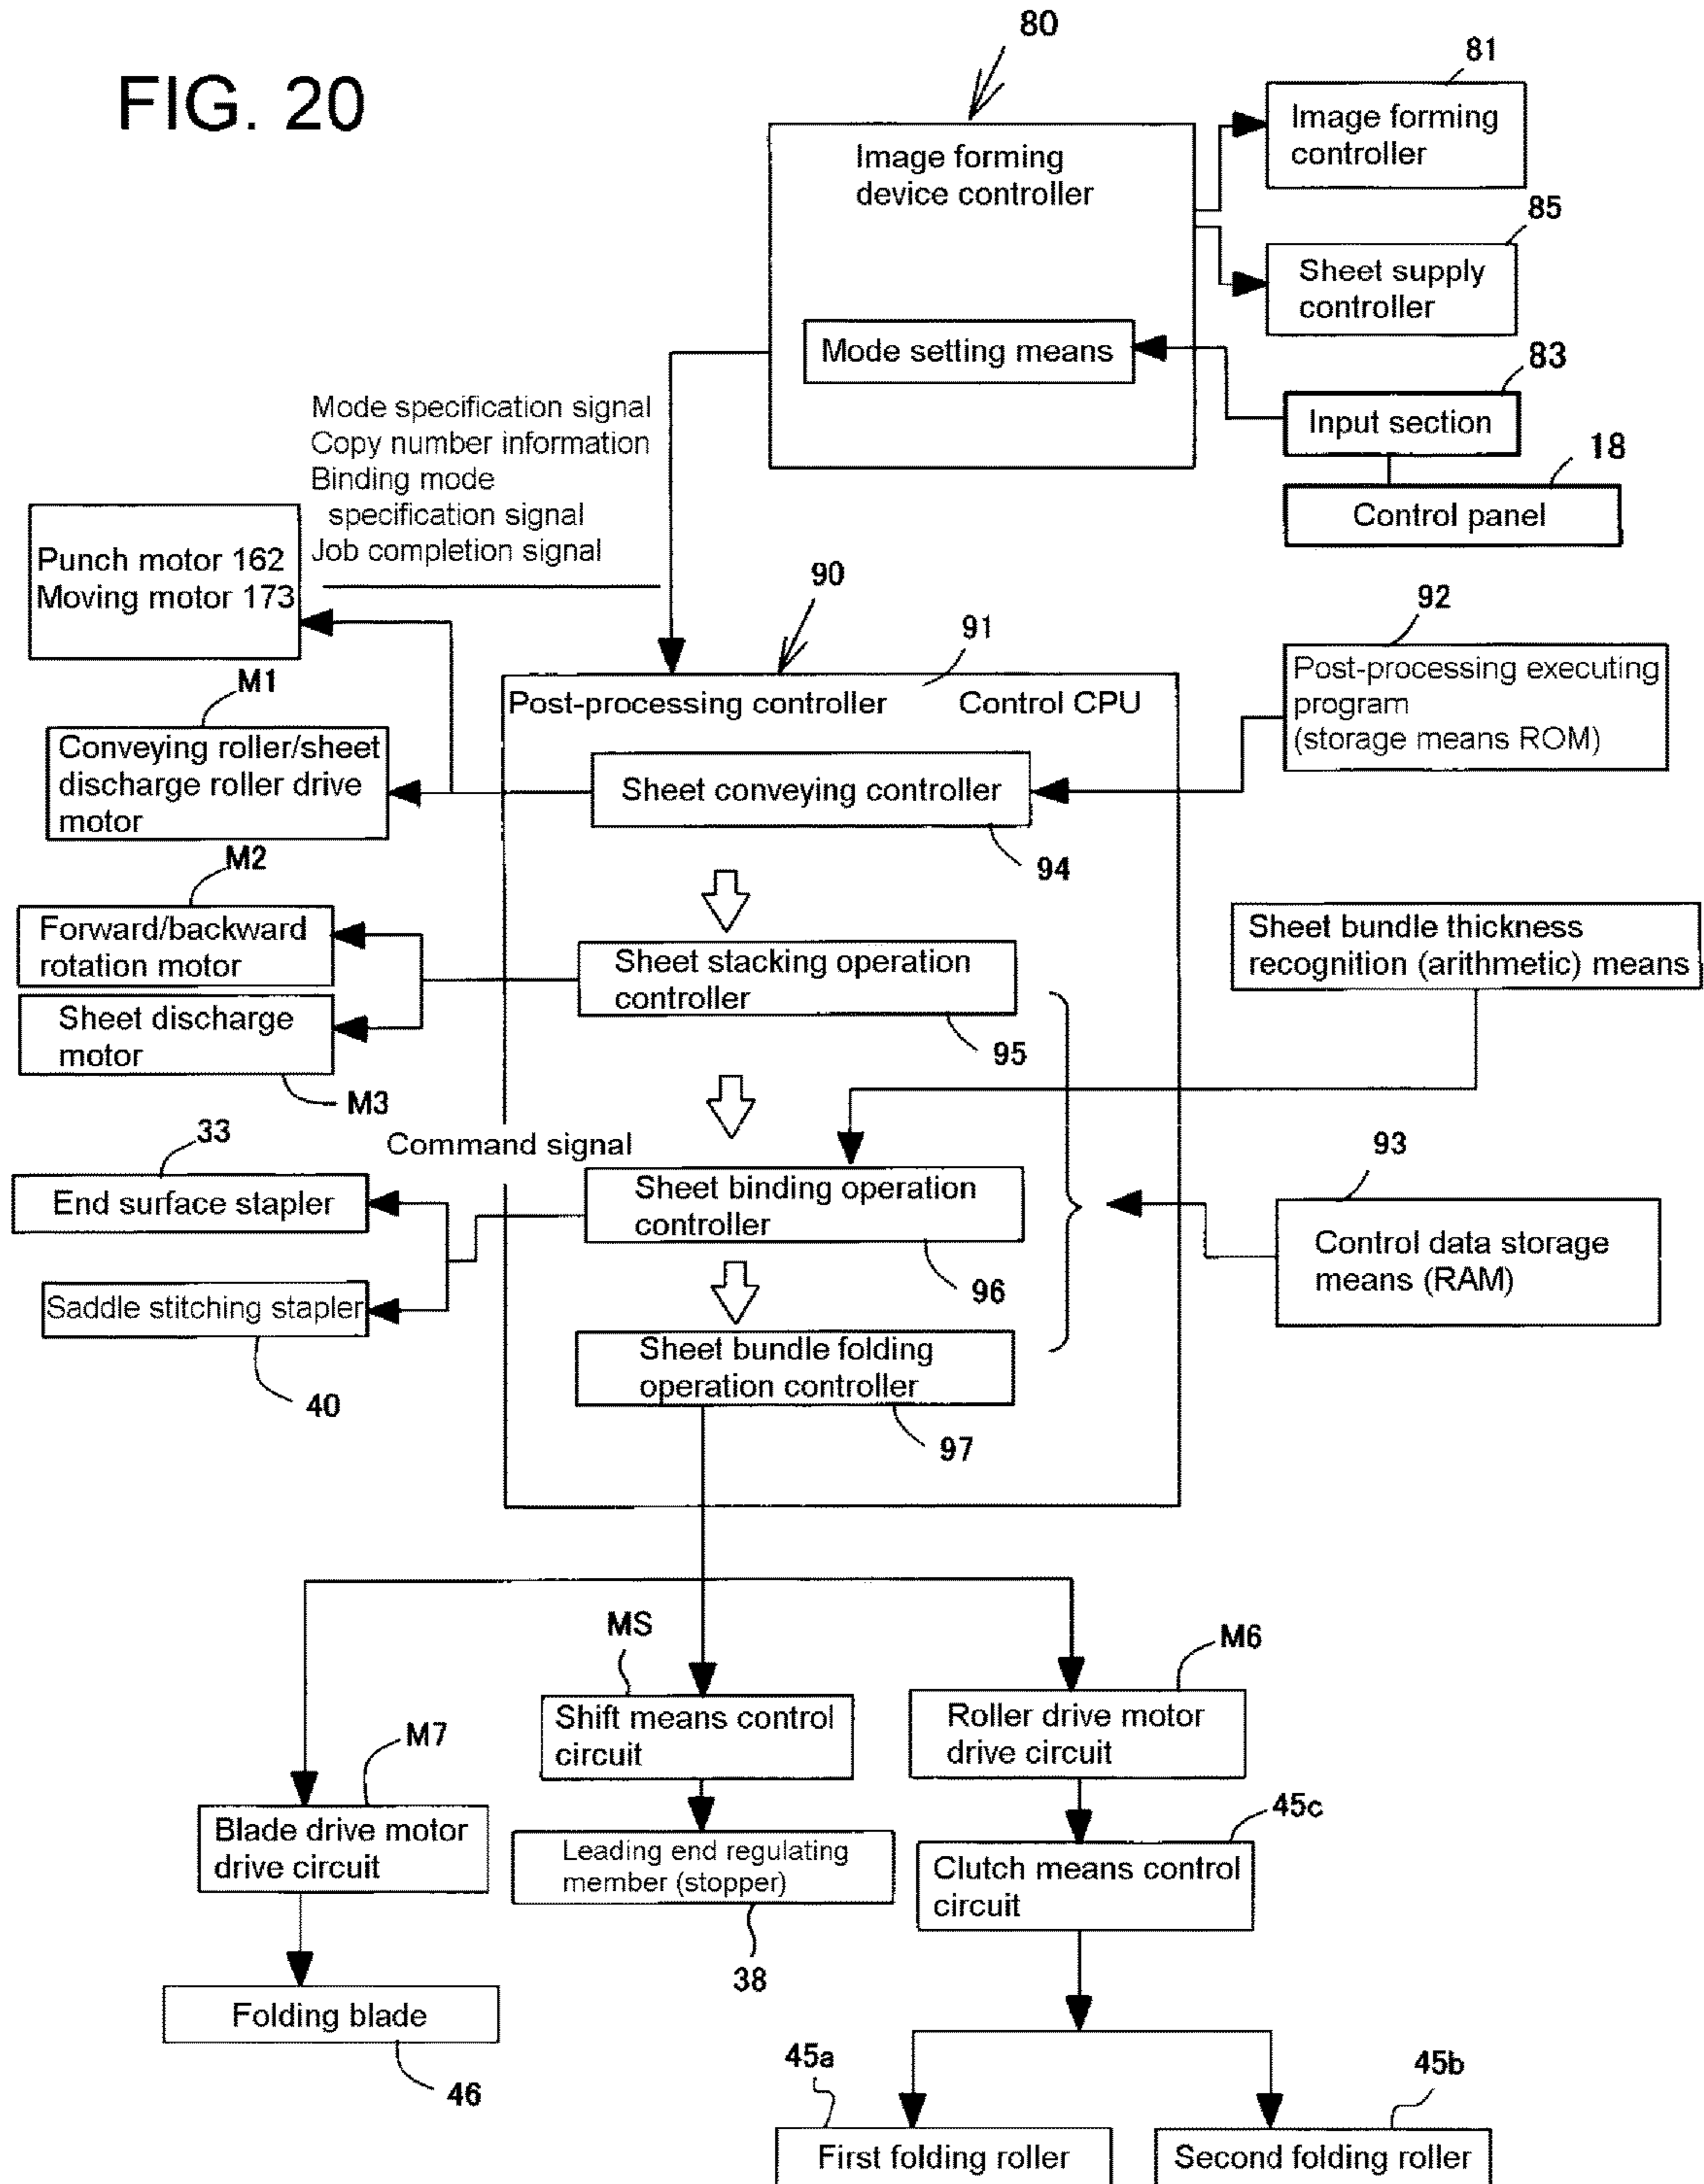 FIG. 20
80
81
Image forming
controller
Image forming
device controller
85
Sheet supply
controller
Mode setting means
83
Input section
18
Control panel
Mode specification signal
Copy number information
Binding mode
specification signal
Job completion signal
Punch motor 162
Moving motor 173
90
91
92
Post-processing controller
Control CPU
Post-processing executing
program
(storage means ROM)
M1
Conveying roller/sheet
discharge roller drive
motor
Sheet conveying controller
94
M2
Forward/backward
rotation motor
Sheet stacking operation
controller
95
Sheet bundle thickness
recognition (arithmetic) means
Sheet discharge
motor
M3
33
Command signal
End surface stapler
Sheet binding operation
controller
96
93
Control data storage
means (RAM)
Saddle stitching stapler
40
Sheet bundle folding
operation controller
97
MS
M6
Shift means control
circuit
Roller drive motor
drive circuit
M7
Blade drive motor
drive circuit
Leading end regulating
member (stopper)
38
45c
Clutch means control
circuit
Folding blade
46
45a
45b
First folding roller
Second folding roller